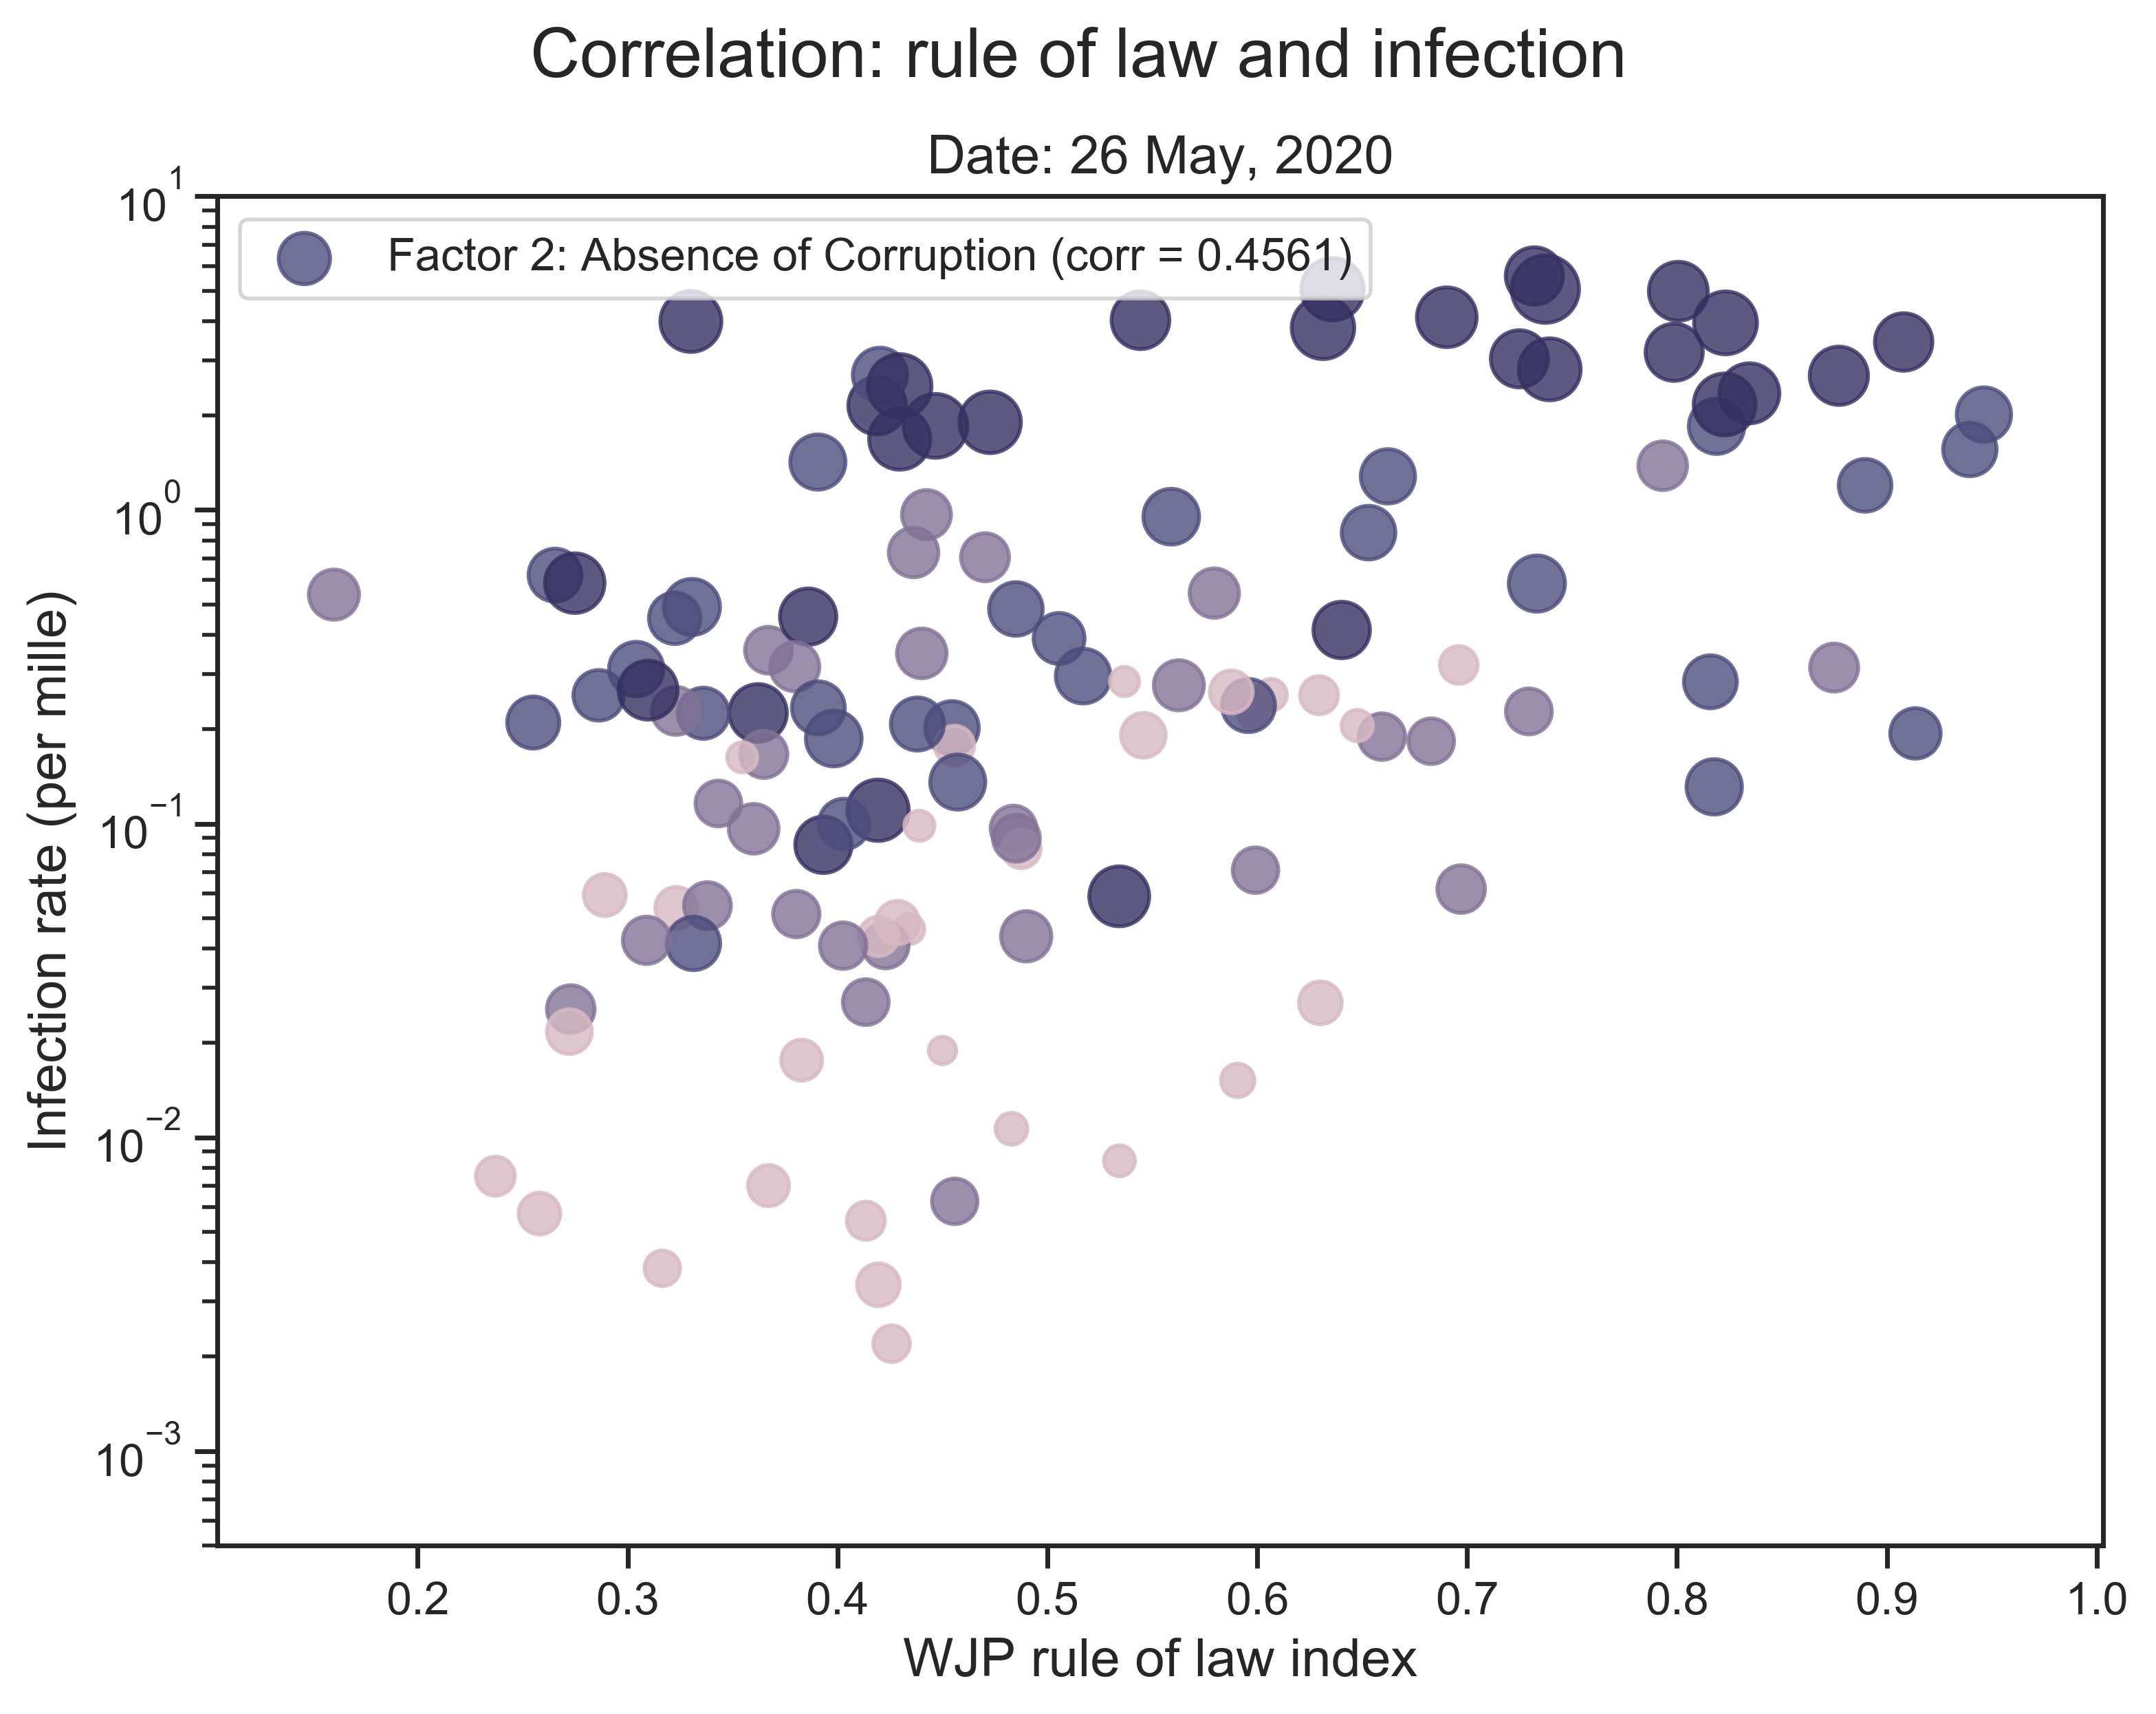 Correlation: rule of law and infection
Date: 26 May, 2020
Factor 2: Absence of Corruption (corr = 0.4561)
Infection rate (per mille)
10^1
10^0
10^−1
10^−2
10^−3
0.2 0.3 0.4 0.5 0.6 0.7 0.8 0.9 1.0
WJP rule of law index